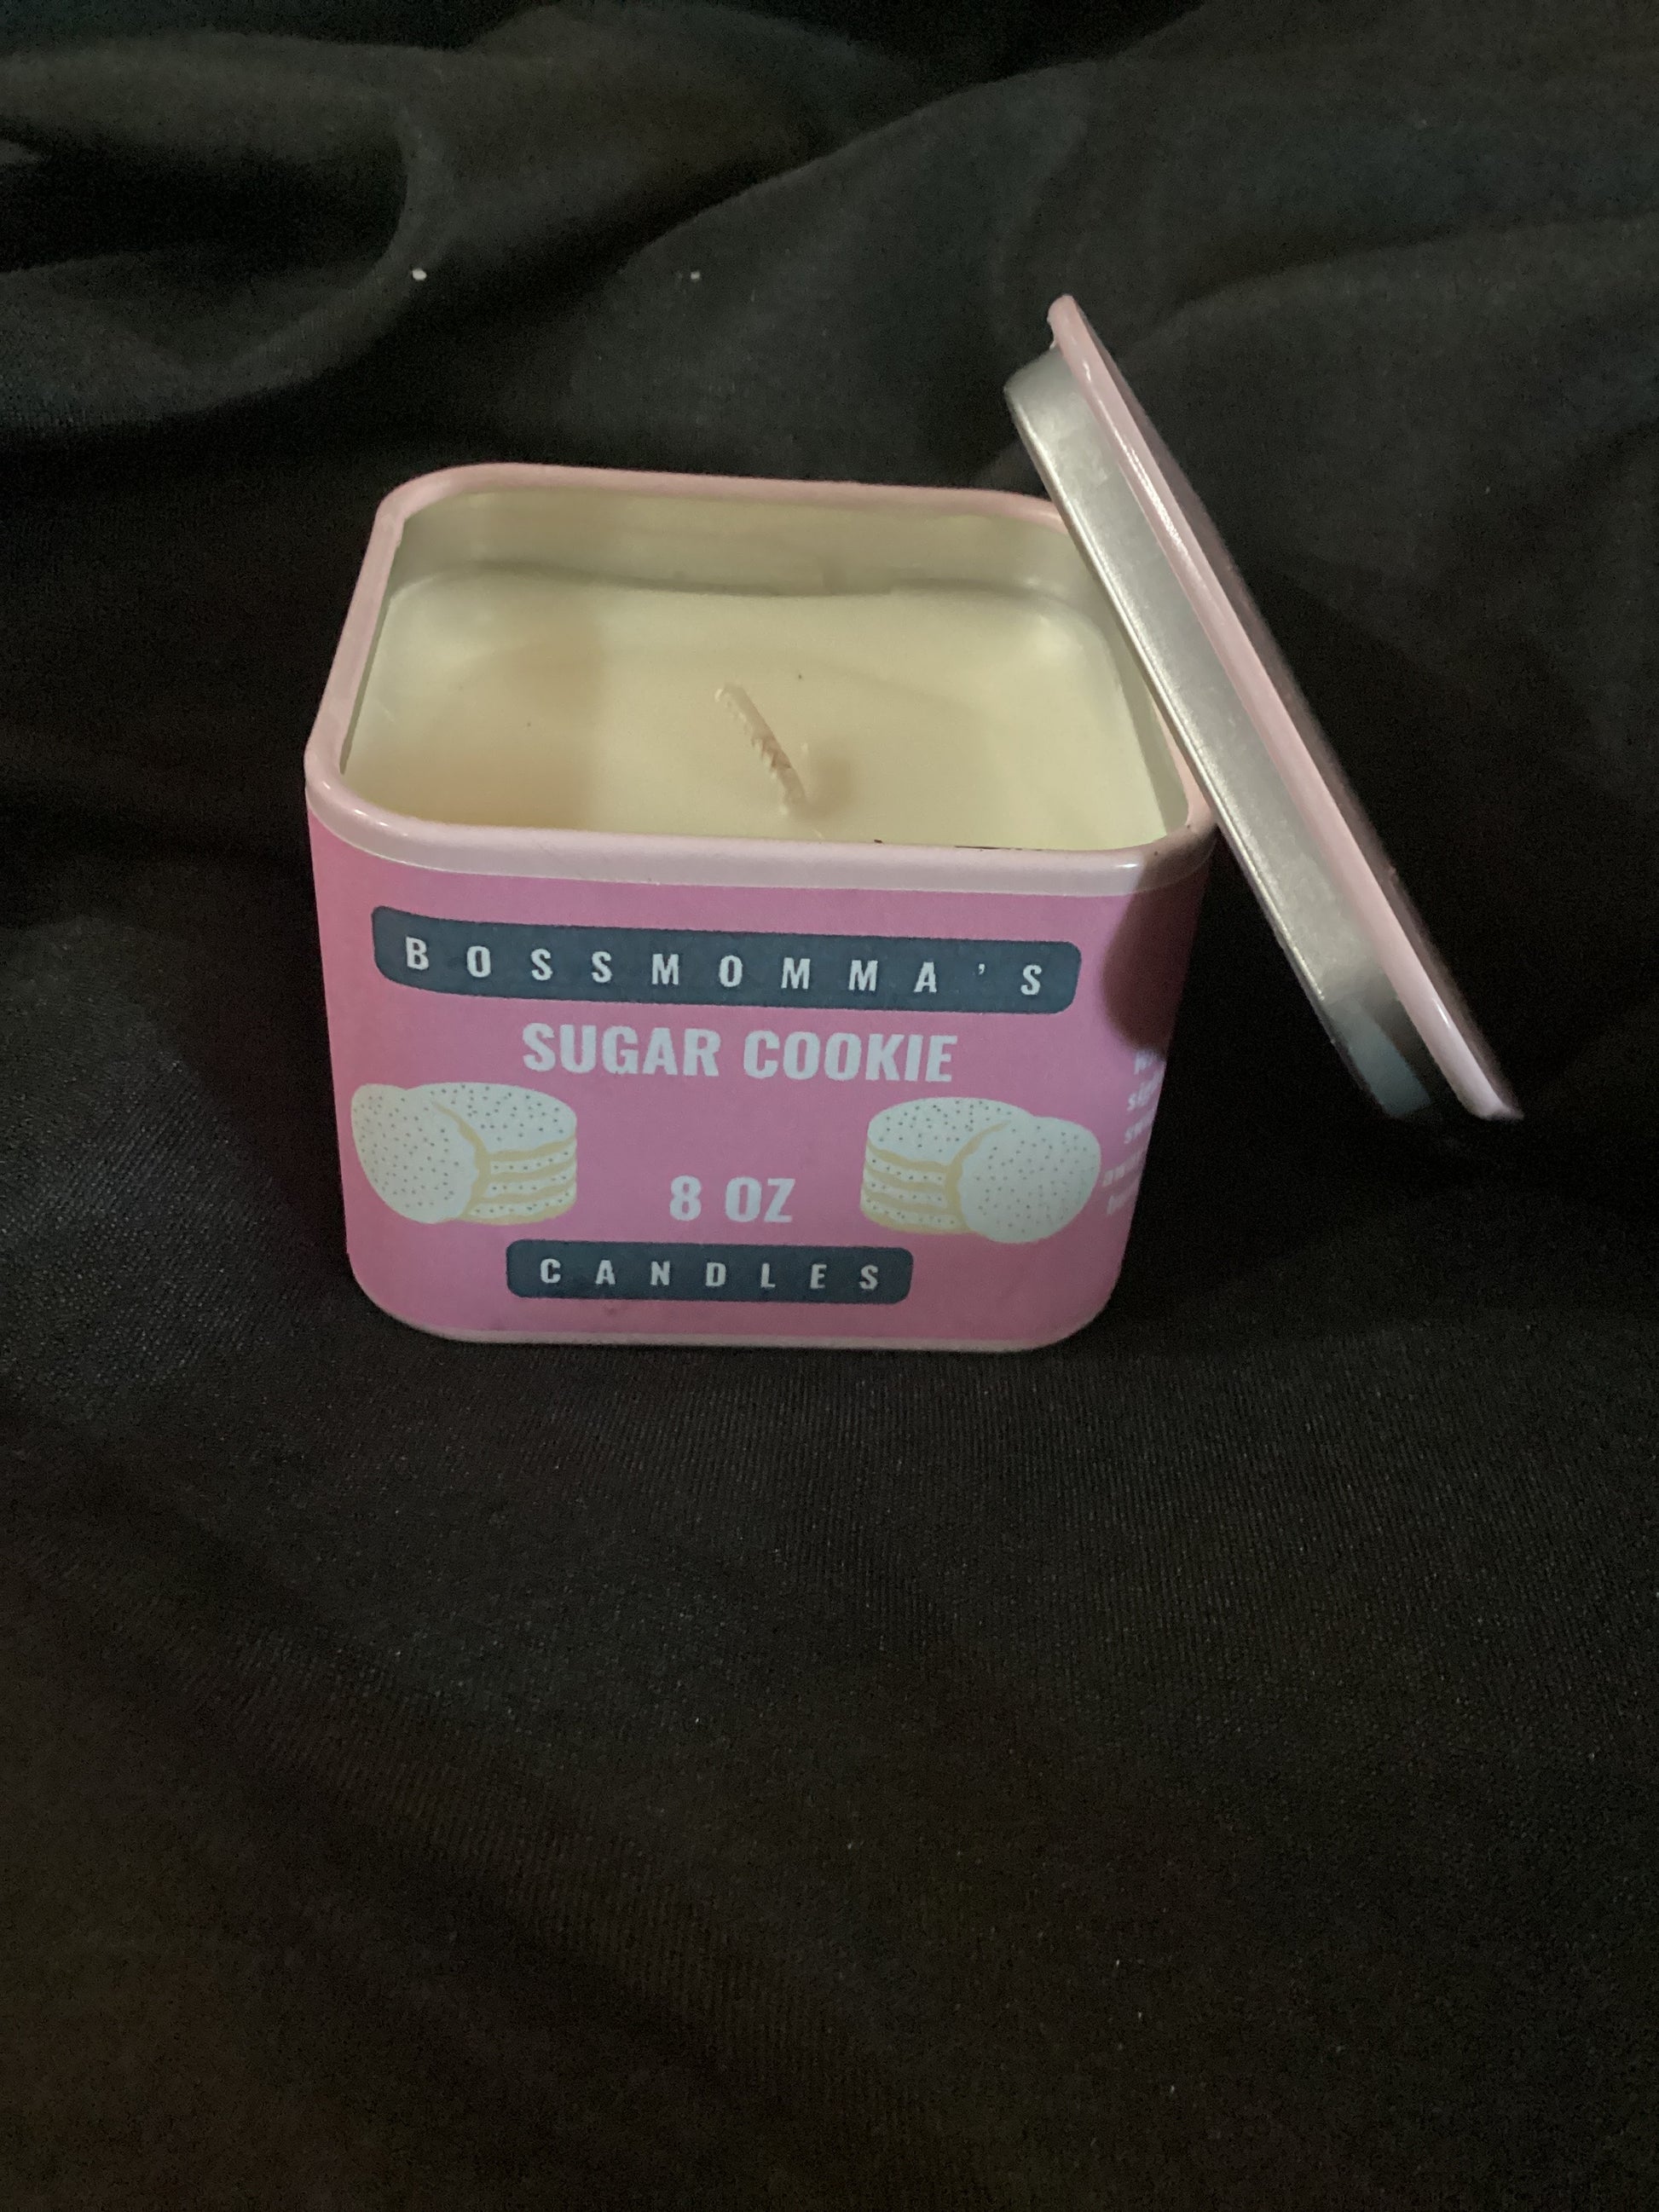 BOSSMOMMA'S
SUGAR COOKIE
8 OZ
CANDLES